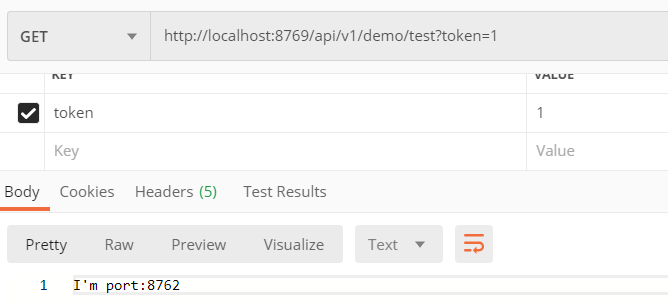 GET http://localhost:8769/api/v1/demo/test?token=1
KEY VALUE
token 1
Key Value
Body Cookies Headers (5) Test Results
Pretty Raw Preview Visualize Text
1 I'm port:8762